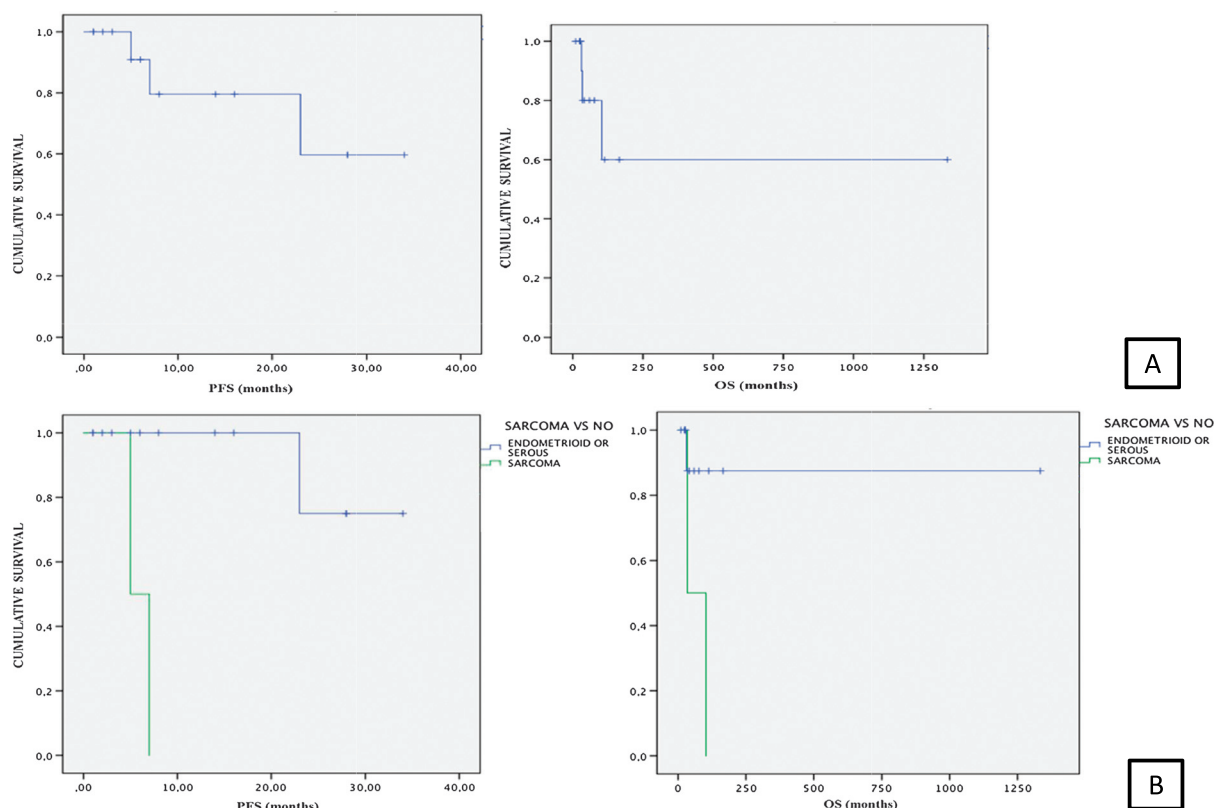 1,0
0,8
0,6
0,4
0,2
0,0
CUMULATIVE SURVIVAL
,00
10,00
20,00
30,00
40,00
PFS (months)
1,0
0,8
0,6
0,4
0,2
0,0
CUMULATIVE SURVIVAL
0
250
500
750
1000
1250
OS (months)
A
1,0
0,8
0,6
0,4
0,2
0,0
CUMULATIVE SURVIVAL
,00
10,00
20,00
30,00
40,00
PFS (months)
SARCOMA VS NO
ENDOMETRIOID OR
SEROUS
SARCOMA
1,0
0,8
0,6
0,4
0,2
0,0
0
250
500
750
1000
1250
OS (months)
SARCOMA VS NO
ENDOMETRIOID OR
SEROUS
SARCOMA
B